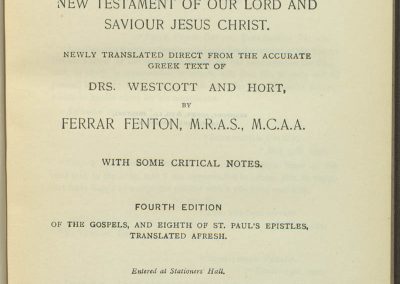 NEW TESTAMENT OF OUR LORD AND
SAVIOUR JESUS CHRIST.
NEWLY TRANSLATED DIRECT FROM THE ACCURATE
GREEK TEXT OF
DRS. WESTCOTT AND HORT,
BY
FERRAR FENTON, M.R.A.S., M.C.A.A.
WITH SOME CRITICAL NOTES.
FOURTH EDITION
OF THE GOSPELS, AND EIGHTH OF ST. PAUL'S EPISTLES,
TRANSLATED AFRESH.
Entered at Stationers Hall.